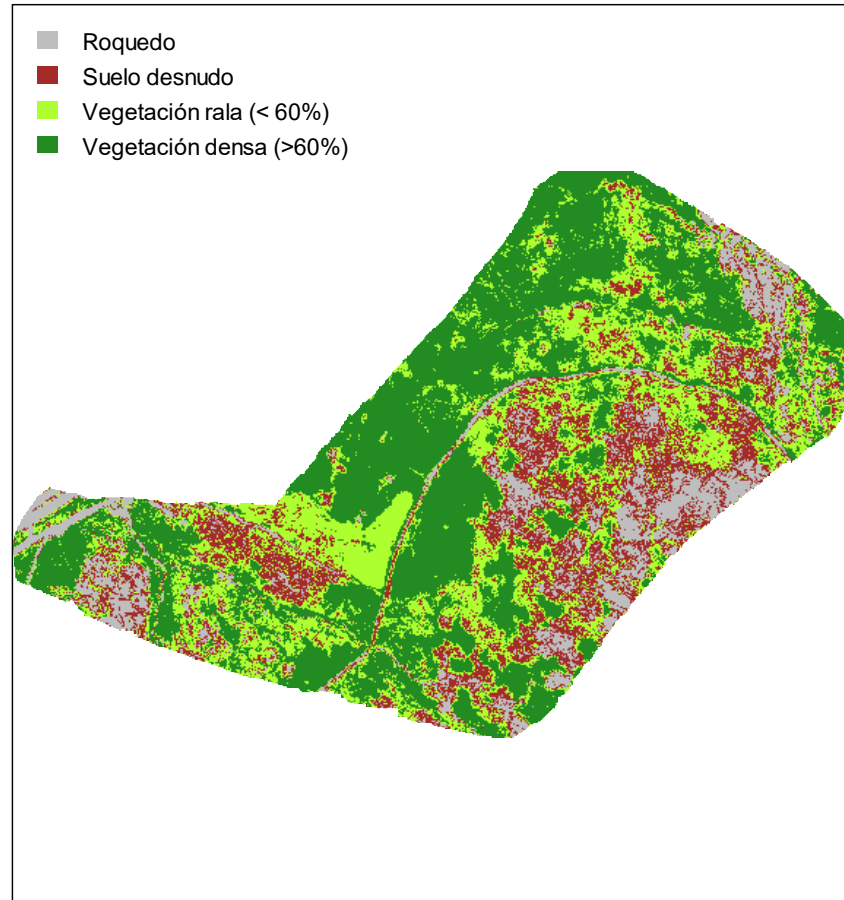 Roquedo
Suelo desnudo
Vegetación rala (< 60%)
Vegetación densa (>60%)